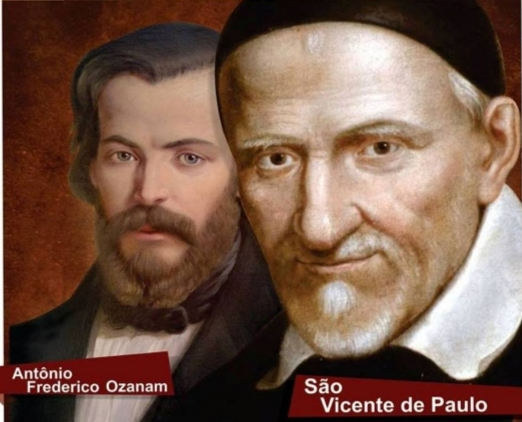 Antônio
Frederico Ozanam
São
Vicente de Paulo